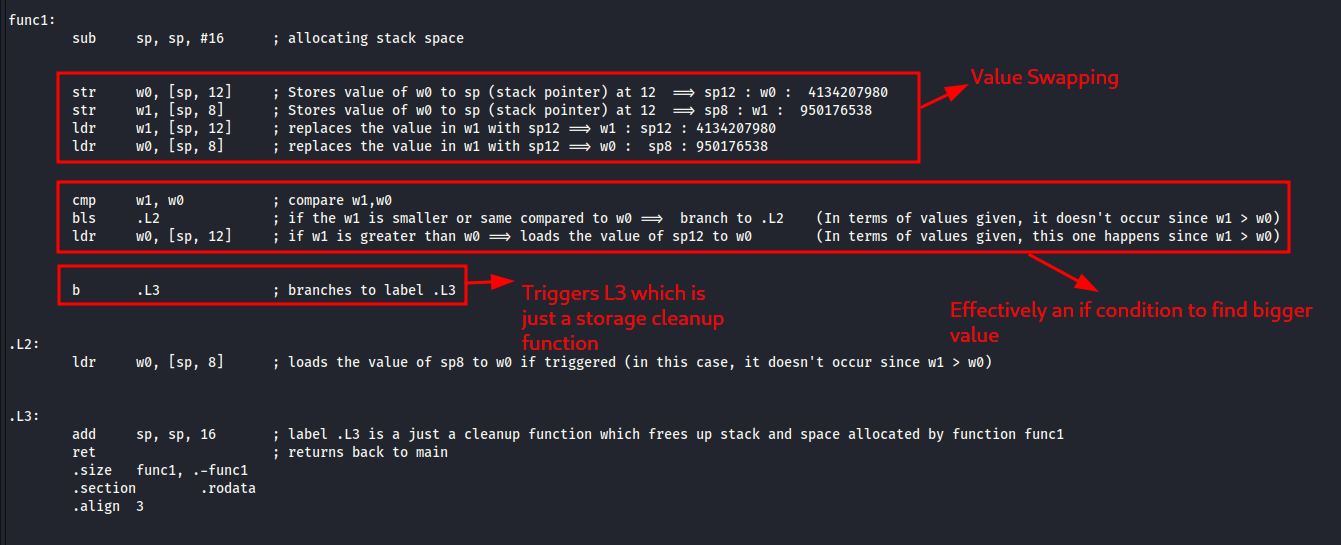 func1:
sub sp, sp, #16 ; allocating stack space
str w0, [sp, 12] ; Stores value of w0 to sp (stack pointer) at 12 ⟹ sp12 : w0 : 4134207980
str w1, [sp, 8] ; Stores value of w0 to sp (stack pointer) at 12 ⟹ sp8 : w1 : 950176538
ldr w1, [sp, 12] ; replaces the value in w1 with sp12 ⟹ w1 : sp12 : 4134207980
ldr w0, [sp, 8] ; replaces the value in w1 with sp12 ⟹ w0 : sp8 : 950176538
Value Swapping
cmp w1, w0 ; compare w1,w0
bls .L2 ; if the w1 is smaller or same compared to w0 ⟹ branch to .L2 (In terms of values given, it doesn't occur since w1 > w0)
ldr w0, [sp, 12] ; if w1 is greater than w0 ⟹ loads the value of sp12 to w0 (In terms of values given, this one happens since w1 > w0)
b .L3 ; branches to label .L3
Triggers L3 which is
just a storage cleanup
function
Effectively an if condition to find bigger
value
.L2:
ldr w0, [sp, 8] ; loads the value of sp8 to w0 if triggered (in this case, it doesn't occur since w1 > w0)
.L3:
add sp, sp, 16 ; label .L3 is a just a cleanup function which frees up stack and space allocated by function func1
ret ; returns back to main
.size func1, .-func1
.section .rodata
.align 3